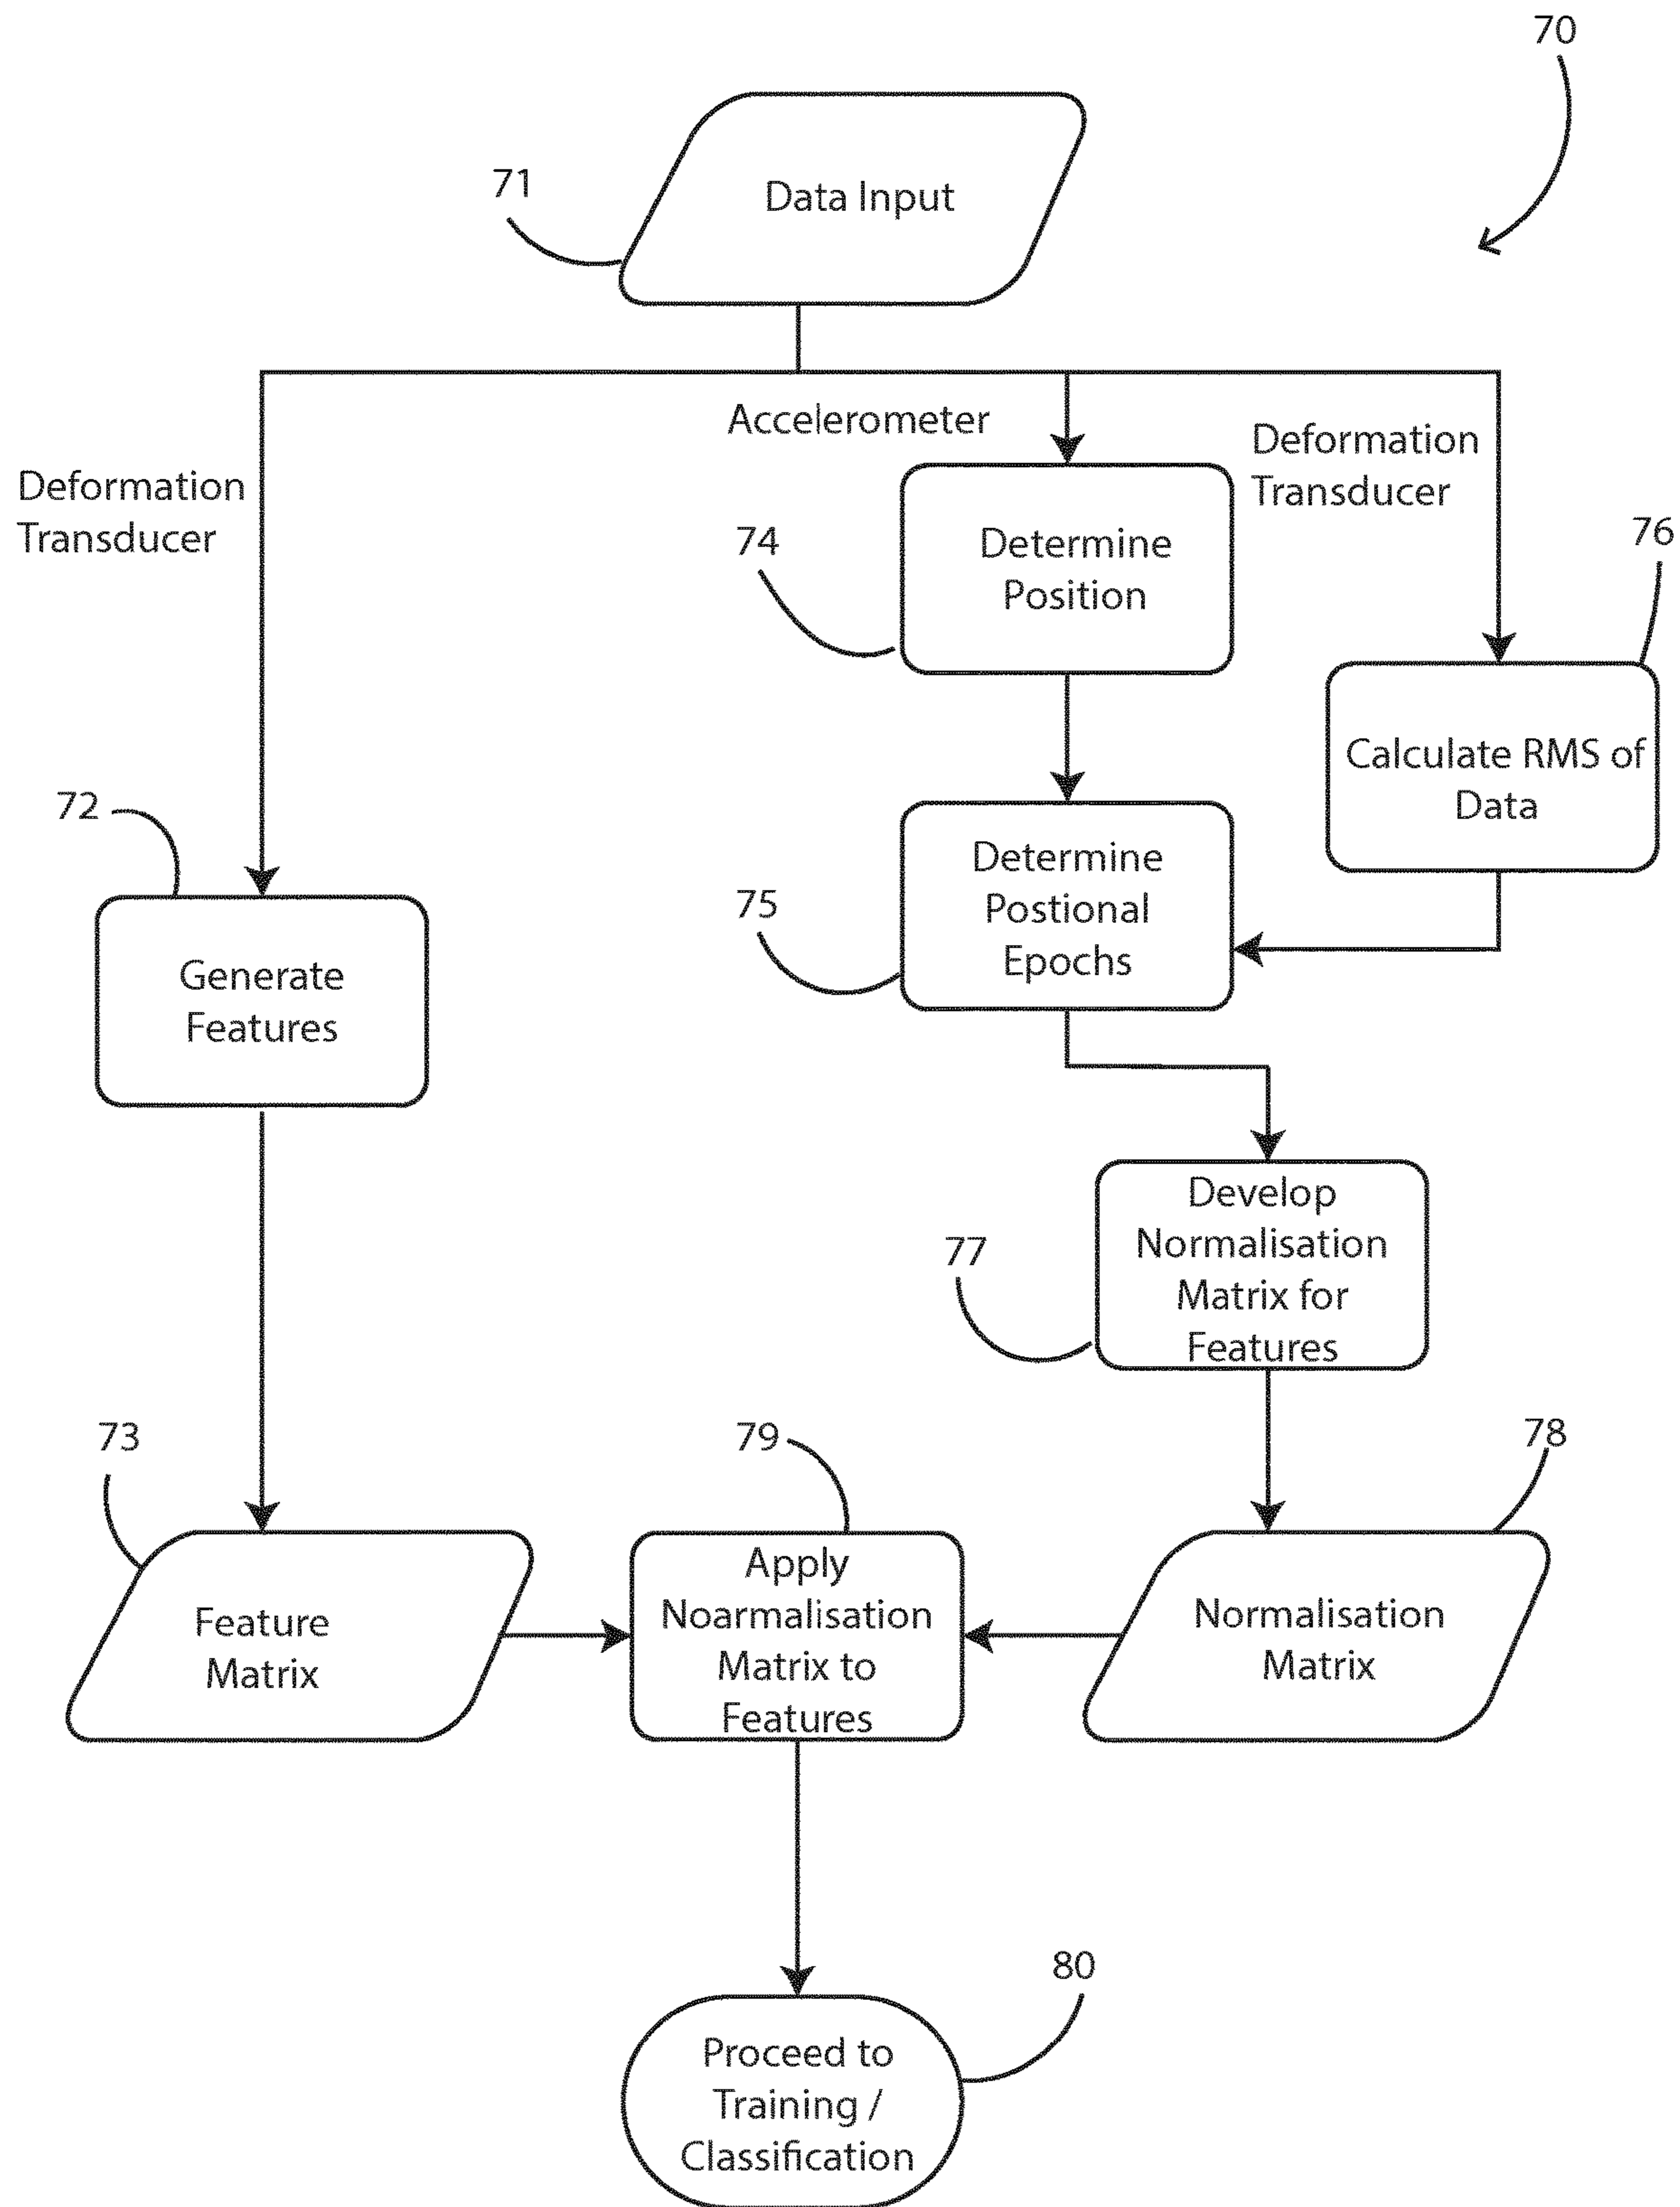 70
71
Data Input
Accelerometer
Deformation
Transducer
Deformation
Transducer
74
Determine
Position
76
Calculate RMS of
Data
72
Generate
Features
75
Determine
Postional
Epochs
77
Develop
Normalisation
Matrix for
Features
73
Feature
Matrix
79
Apply
Noarmalisation
Matrix to
Features
78
Normalisation
Matrix
80
Proceed to
Training /
Classification